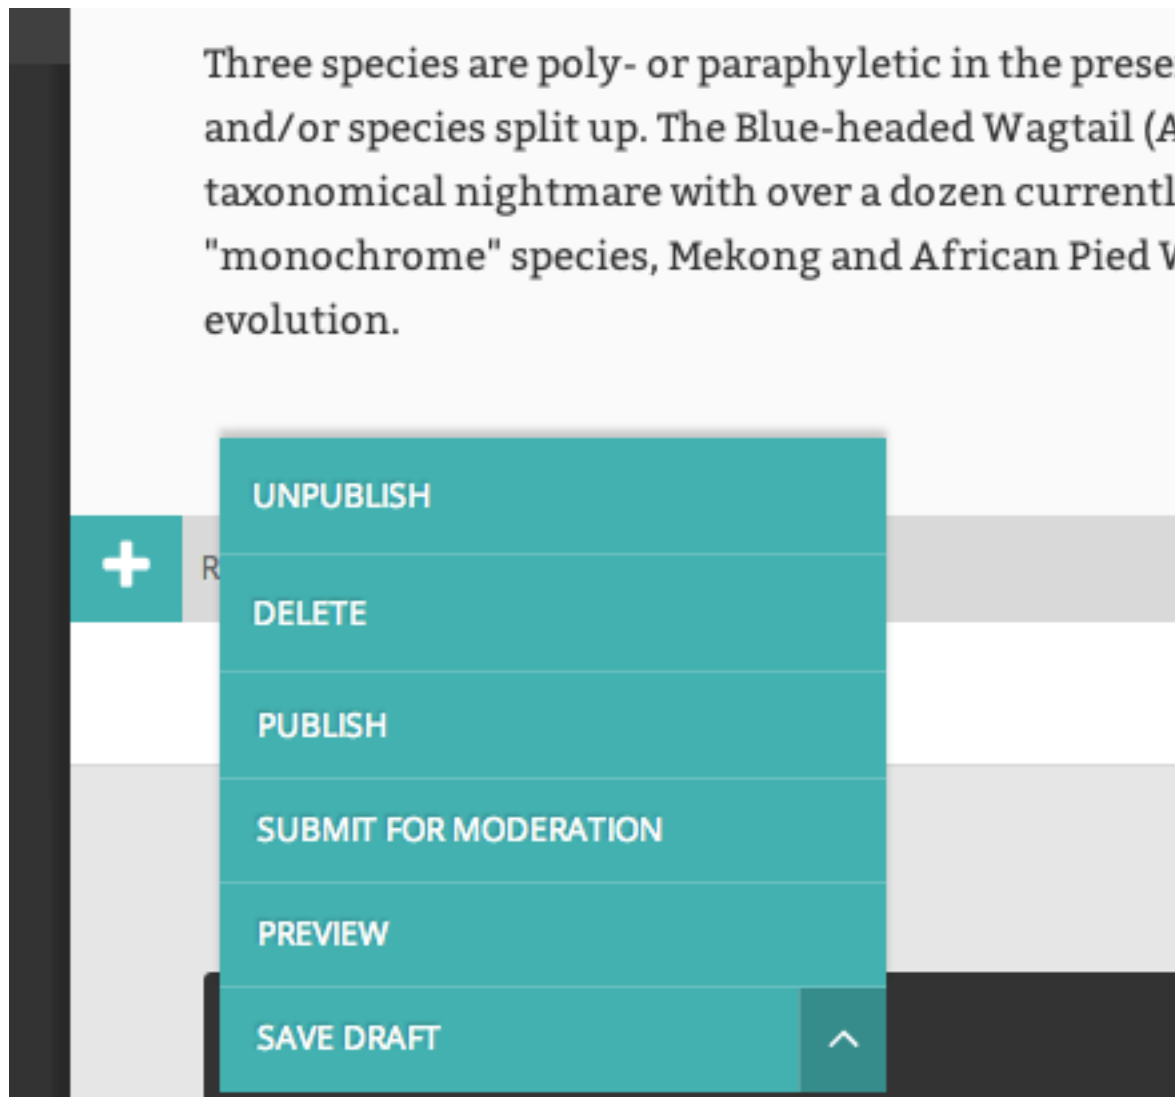 Three species are poly- or paraphyletic in the
and/or species split up. The Blue-headed Wagtail
taxonomical nightmare with over a dozen
"monochrome" species, Mekong and African Pied
evolution.
UNPUBLISH
R
DELETE
PUBLISH
SUBMIT FOR MODERATION
PREVIEW
SAVE DRAFT